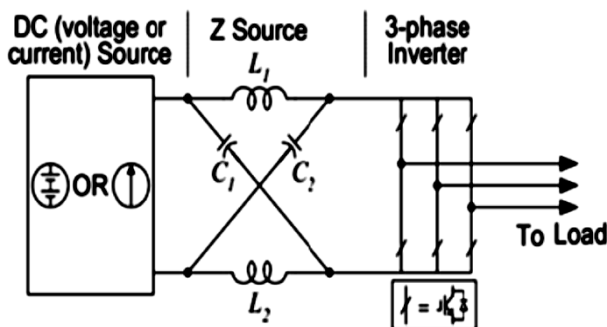 DC (voltage or
current) Source
Z Source
3-phase
Inverter
L1
C1
C2
OR
To Load
L2
=